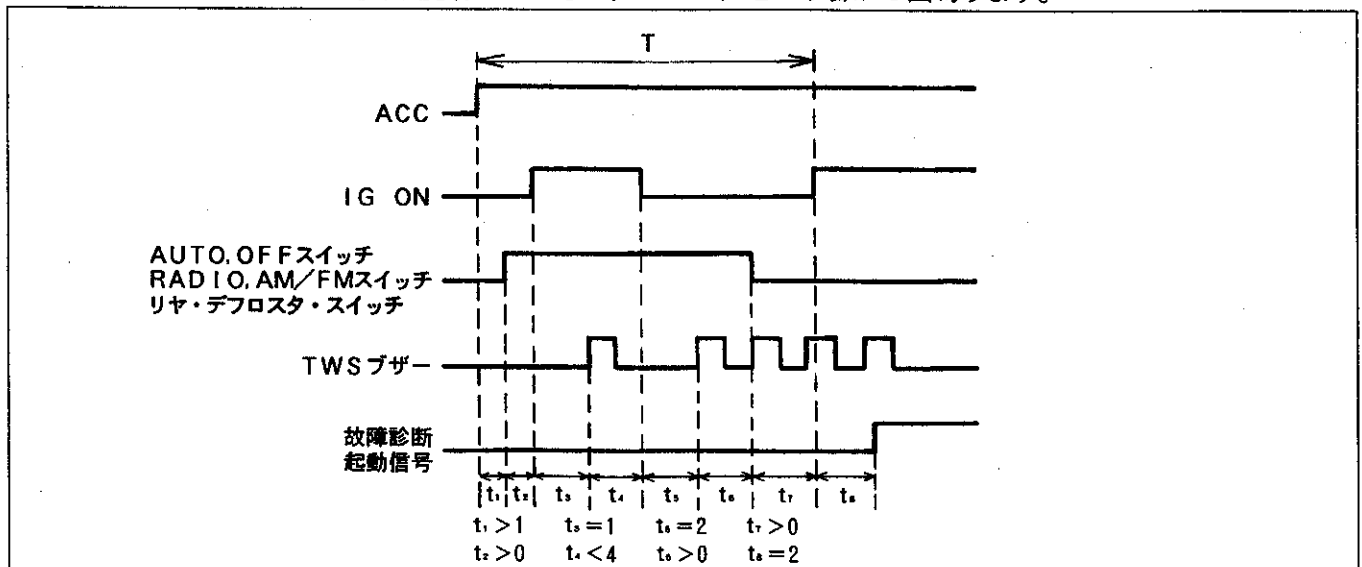 T
ACC
IG ON
AUTO.OFFスイッチ
RADIO.AM/FMスイッチ
リヤ・デフロスタ・スイッチ
TWSブザー
故障診断
起動信号
t₁ t₂ t₃ t₄ t₅ t₆ t₇ t₈
t₁>1 t₃=1 t₅=2 t₇>0
t₂>0 t₄<4 t₆>0 t₈=2